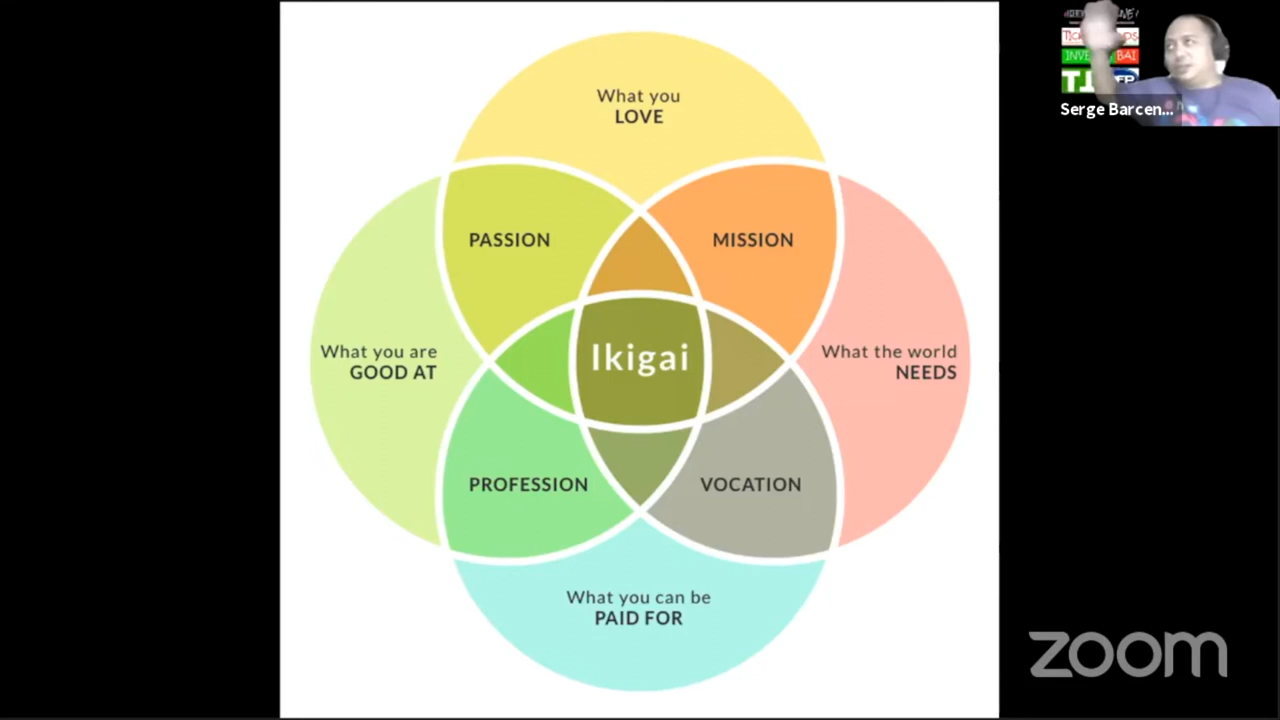 What you
LOVE
PASSION
MISSION
Ikigai
What you are
GOOD AT
What the world
NEEDS
PROFESSION
VOCATION
What you can be
PAID FOR
BAI
Serge Barcen...
zoom